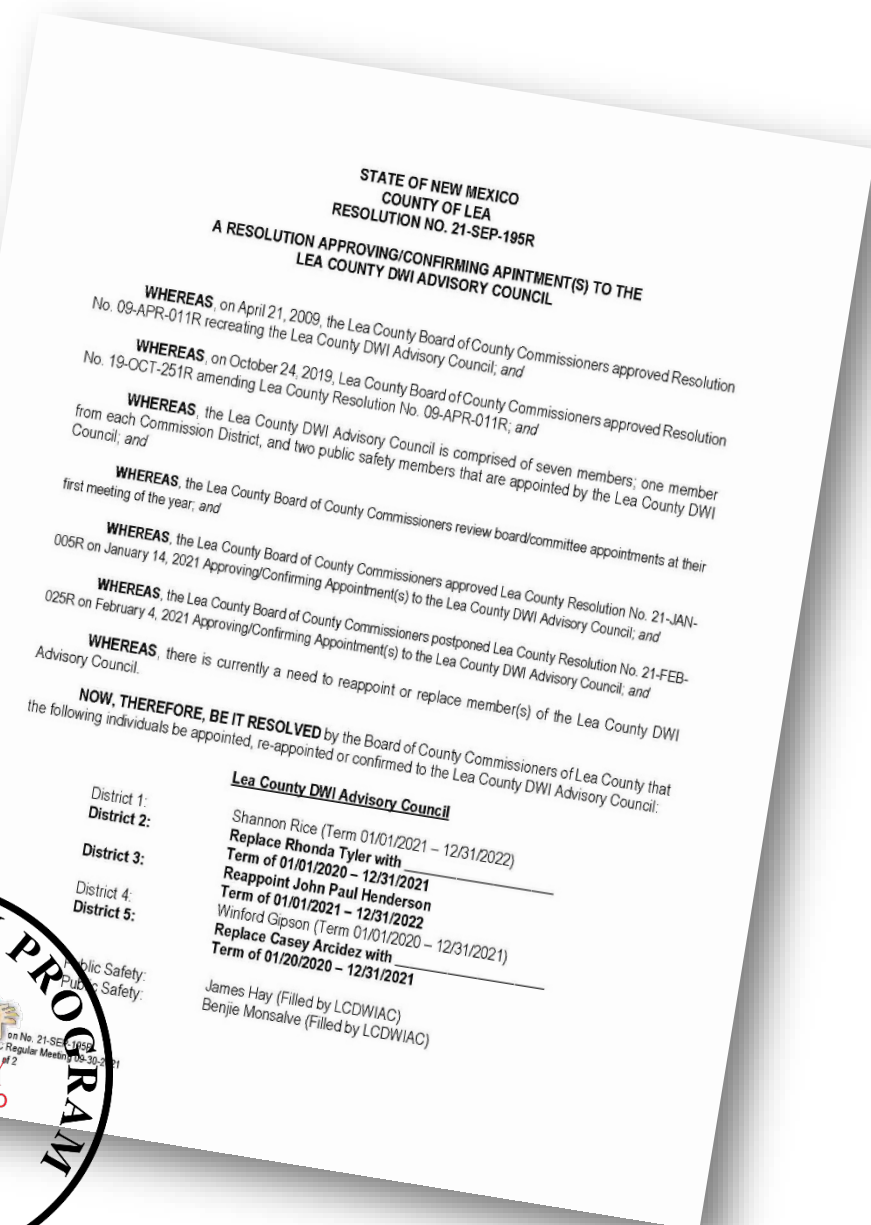 STATE OF NEW MEXICO
COUNTY OF LEA
RESOLUTION NO. 21-SEP-195R
A RESOLUTION APPROVING/CONFIRMING APINTMENT(S) TO THE
LEA COUNTY DWI ADVISORY COUNCIL
WHEREAS, on April 21, 2009, the Lea County Board of County Commissioners approved Resolution
No. 09-APR-011R recreating the Lea County DWI Advisory Council; and
WHEREAS, on October 24, 2019, Lea County Board of County Commissioners approved Resolution
No. 19-OCT-251R amending Lea County Resolution No. 09-APR-011R; and
WHEREAS, the Lea County DWI Advisory Council is comprised of seven members; one member
from each Commission District, and two public safety members that are appointed by the Lea County DWI
Council; and
WHEREAS, the Lea County Board of County Commissioners review board/committee appointments at their
first meeting of the year; and
WHEREAS, the Lea County Board of County Commissioners approved Lea County Resolution No. 21-JAN-
005R on January 14, 2021 Approving/Confirming Appointment(s) to the Lea County DWI Advisory Council; and
WHEREAS, the Lea County Board of County Commissioners postponed Lea County Resolution No. 21-FEB-
025R on February 4, 2021 Approving/Confirming Appointment(s) to the Lea County DWI Advisory Council; and
WHEREAS, there is currently a need to reappoint or replace member(s) of the Lea County DWI
Advisory Council.
NOW, THEREFORE, BE IT RESOLVED by the Board of County Commissioners of Lea County that
the following individuals be appointed, re-appointed or confirmed to the Lea County DWI Advisory Council:
Lea County DWI Advisory Council
District 1: Shannon Rice (Term 01/01/2021 – 12/31/2022)
District 2: Replace Rhonda Tyler with ____________________
Term of 01/01/2020 – 12/31/2021
District 3: Reappoint John Paul Henderson
Term of 01/01/2021 – 12/31/2022
District 4: Winford Gipson (Term 01/01/2020 – 12/31/2021)
District 5: Replace Casey Arcidez with ____________________
Term of 01/20/2020 – 12/31/2021
Public Safety: James Hay (Filled by LCDWIAC)
Public Safety: Benjie Monsalve (Filled by LCDWIAC)
on No. 21-SEP-195R
Regular Meeting 09-30-2021
of 2
PROGRAM